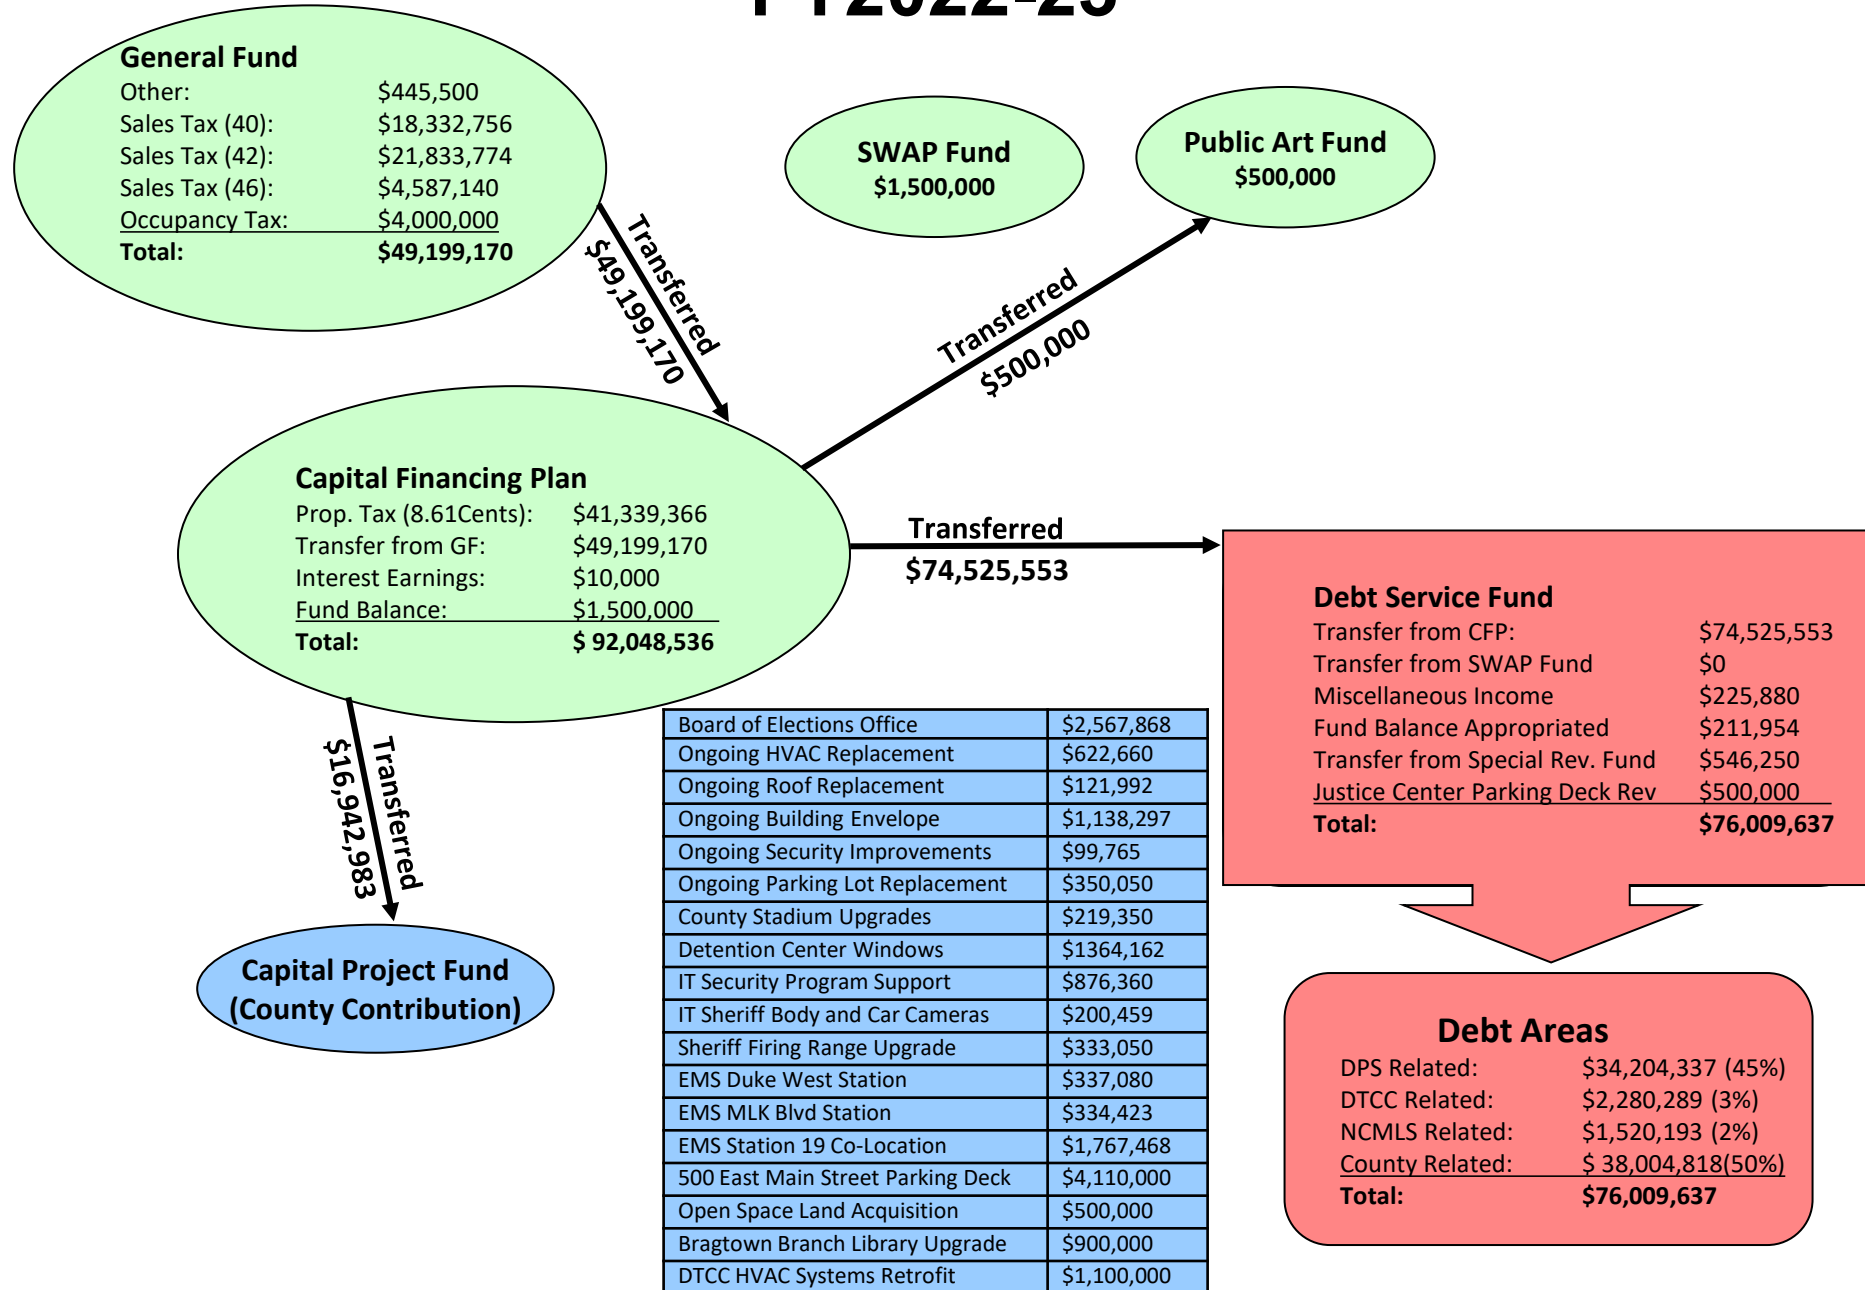 FY2022-23
General Fund
Other: $445,500
Sales Tax (40): $18,332,756
Sales Tax (42): $21,833,774
Sales Tax (46): $4,587,140
Occupancy Tax: $4,000,000
Total: $49,199,170
SWAP Fund
$1,500,000
Public Art Fund
$500,000
Transferred
$49,199,170
Transferred
$500,000
Capital Financing Plan
Prop. Tax (8.61Cents): $41,339,366
Transfer from GF: $49,199,170
Interest Earnings: $10,000
Fund Balance: $1,500,000
Total: $ 92,048,536
Transferred
$74,525,553
Debt Service Fund
Transfer from CFP: $74,525,553
Transfer from SWAP Fund $0
Miscellaneous Income $225,880
Fund Balance Appropriated $211,954
Transfer from Special Rev. Fund $546,250
Justice Center Parking Deck Rev $500,000
Total: $76,009,637
Transferred
$16,942,983
Capital Project Fund
(County Contribution)
Board of Elections Office $2,567,868
Ongoing HVAC Replacement $622,660
Ongoing Roof Replacement $121,992
Ongoing Building Envelope $1,138,297
Ongoing Security Improvements $99,765
Ongoing Parking Lot Replacement $350,050
County Stadium Upgrades $219,350
Detention Center Windows $1364,162
IT Security Program Support $876,360
IT Sheriff Body and Car Cameras $200,459
Sheriff Firing Range Upgrade $333,050
EMS Duke West Station $337,080
EMS MLK Blvd Station $334,423
EMS Station 19 Co-Location $1,767,468
500 East Main Street Parking Deck $4,110,000
Open Space Land Acquisition $500,000
Bragtown Branch Library Upgrade $900,000
DTCC HVAC Systems Retrofit $1,100,000
Debt Areas
DPS Related: $34,204,337 (45%)
DTCC Related: $2,280,289 (3%)
NCMLS Related: $1,520,193 (2%)
County Related: $ 38,004,818(50%)
Total: $76,009,637